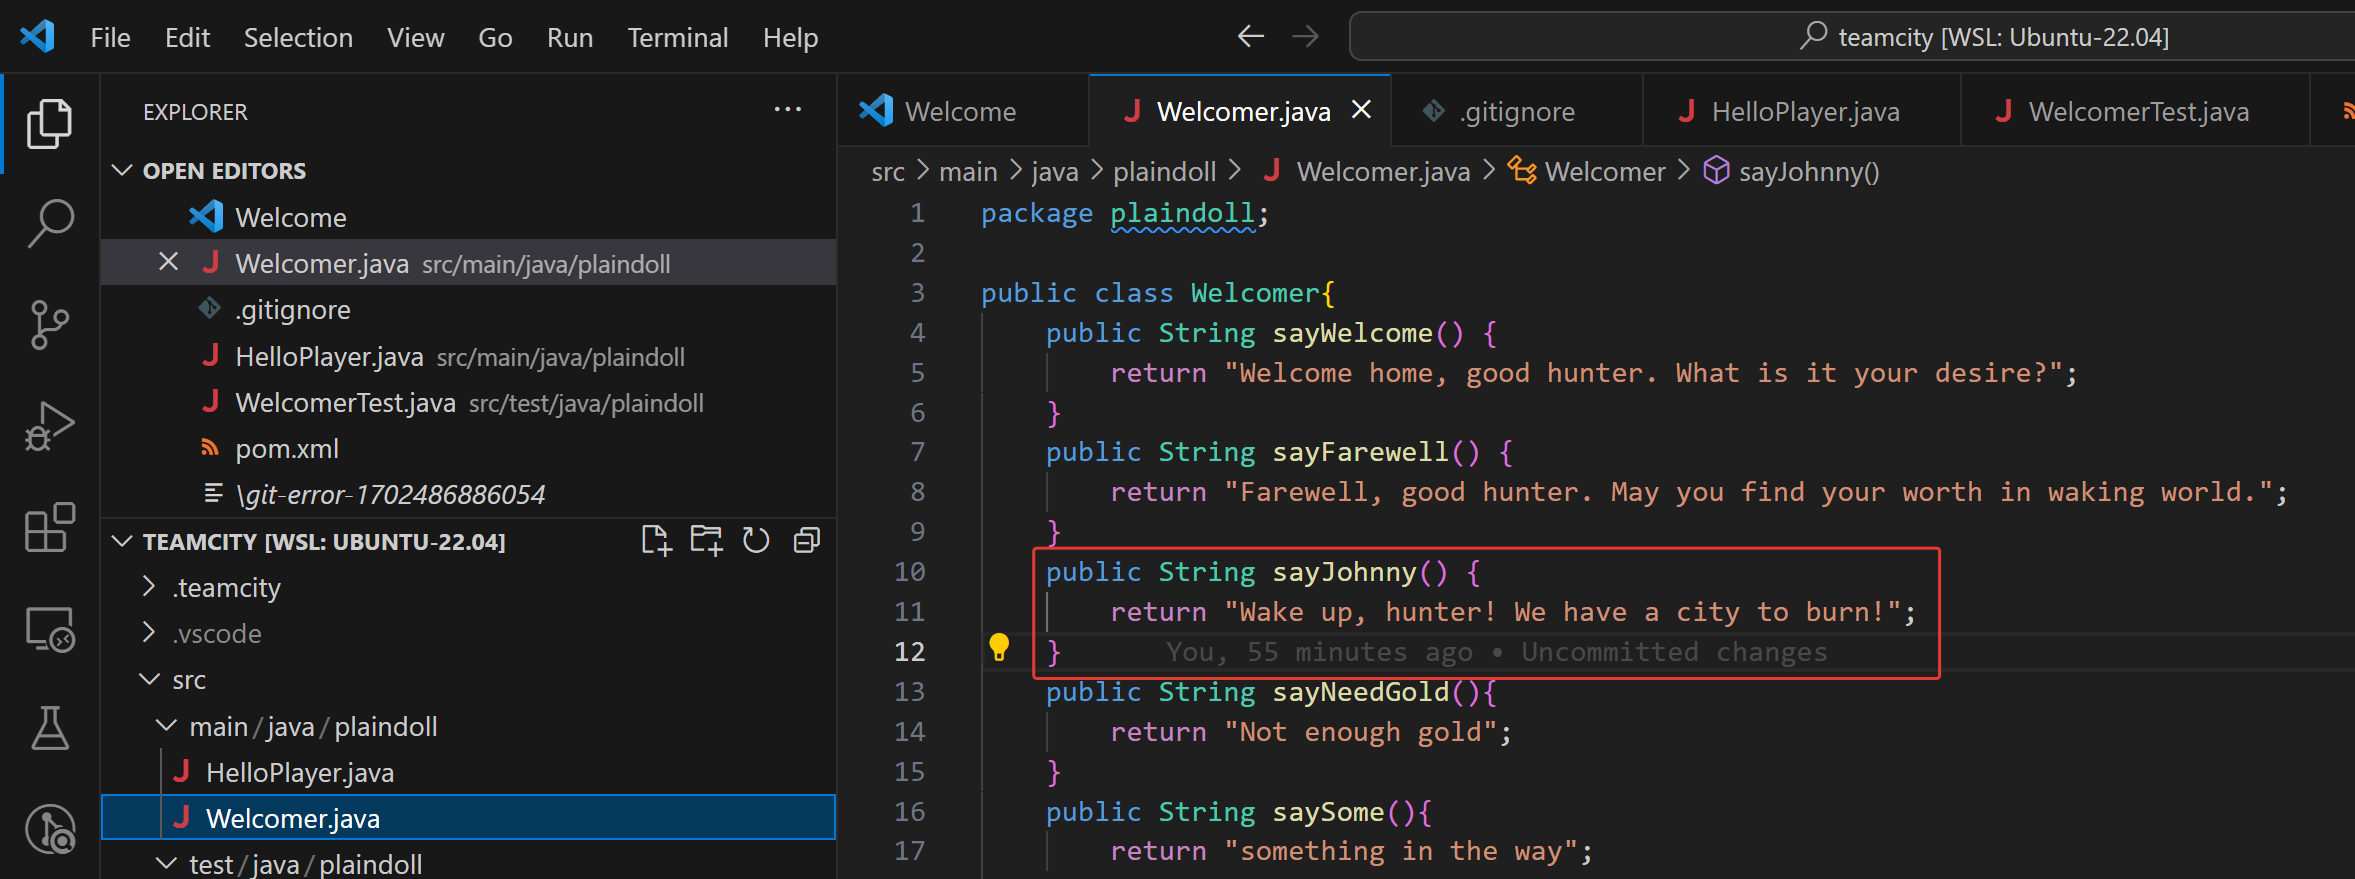 File Edit Selection View Go Run Terminal Help
teamcity [WSL: Ubuntu-22.04]
EXPLORER
OPEN EDITORS
Welcome
Welcomer.java src/main/java/plaindoll
.gitignore
HelloPlayer.java src/main/java/plaindoll
WelcomerTest.java src/test/java/plaindoll
pom.xml
\git-error-1702486886054
TEAMCITY [WSL: UBUNTU-22.04]
.teamcity
.vscode
src
main/java/plaindoll
HelloPlayer.java
Welcomer.java
test/java/plaindoll
Welcome Welcomer.java .gitignore HelloPlayer.java WelcomerTest.java
src > main > java > plaindoll > Welcomer.java > Welcomer > sayJohnny()
1 package plaindoll;
2
3 public class Welcomer{
4 public String sayWelcome() {
5 return "Welcome home, good hunter. What is it your desire?";
6 }
7 public String sayFarewell() {
8 return "Farewell, good hunter. May you find your worth in waking world.";
9 }
10 public String sayJohnny() {
11 return "Wake up, hunter! We have a city to burn!";
12 } You, 55 minutes ago • Uncommitted changes
13 public String sayNeedGold(){
14 return "Not enough gold";
15 }
16 public String saySome(){
17 return "something in the way";